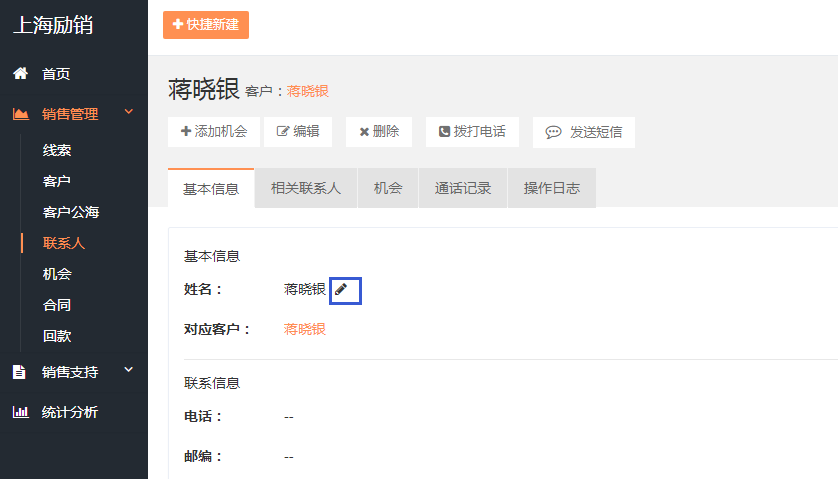 上海励销
首页
销售管理
线索
客户
客户公海
联系人
机会
合同
回款
销售支持
统计分析
快捷新建
蒋晓银 客户：蒋晓银
添加机会 编辑 删除 拨打电话 发送短信
基本信息 相关联系人 机会 通话记录 操作日志
基本信息
姓名： 蒋晓银
对应客户： 蒋晓银
联系信息
电话： --
邮编： --